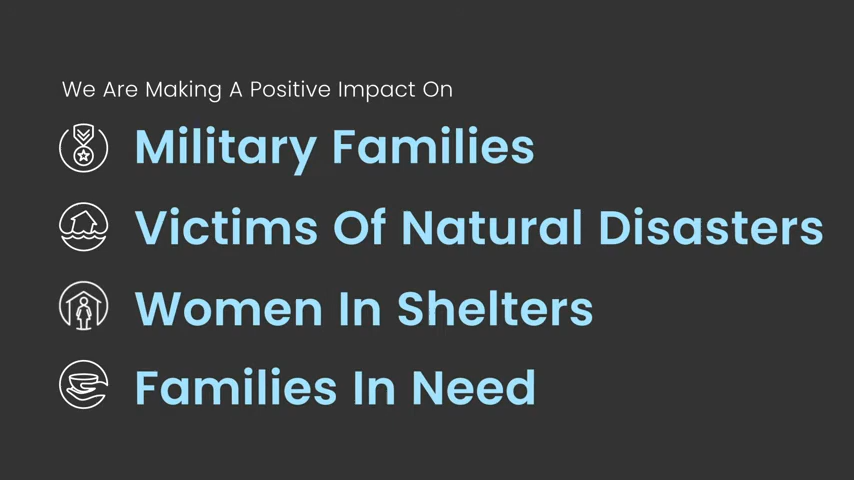 We Are Making A Positive Impact On
Military Families
Victims Of Natural Disasters
Women In Shelters
Families In Need